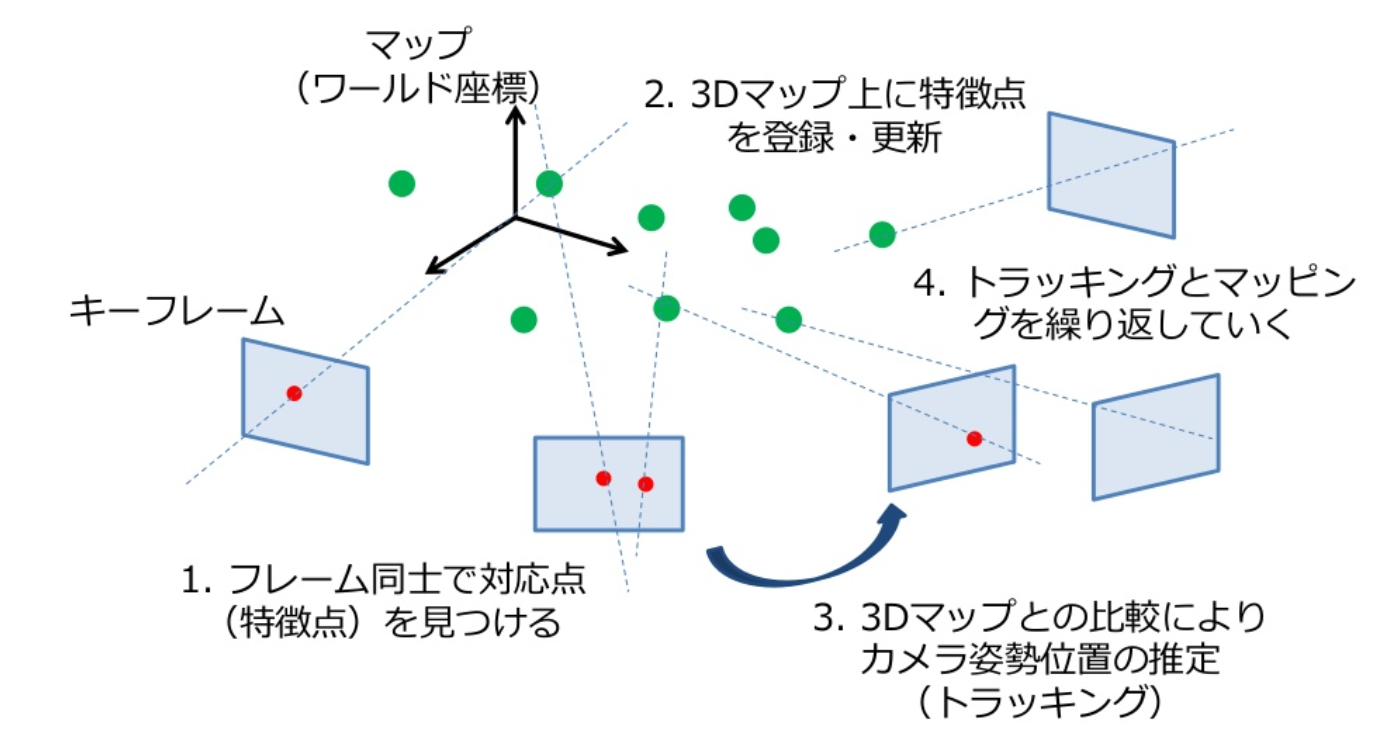 マップ
（ワールド座標）
2. 3Dマップ上に特徴点
を登録・更新
キーフレーム
4. トラッキングとマッピン
グを繰り返していく
1. フレーム同士で対応点
（特徴点）を見つける
3. 3Dマップとの比較により
カメラ姿勢位置の推定
（トラッキング）